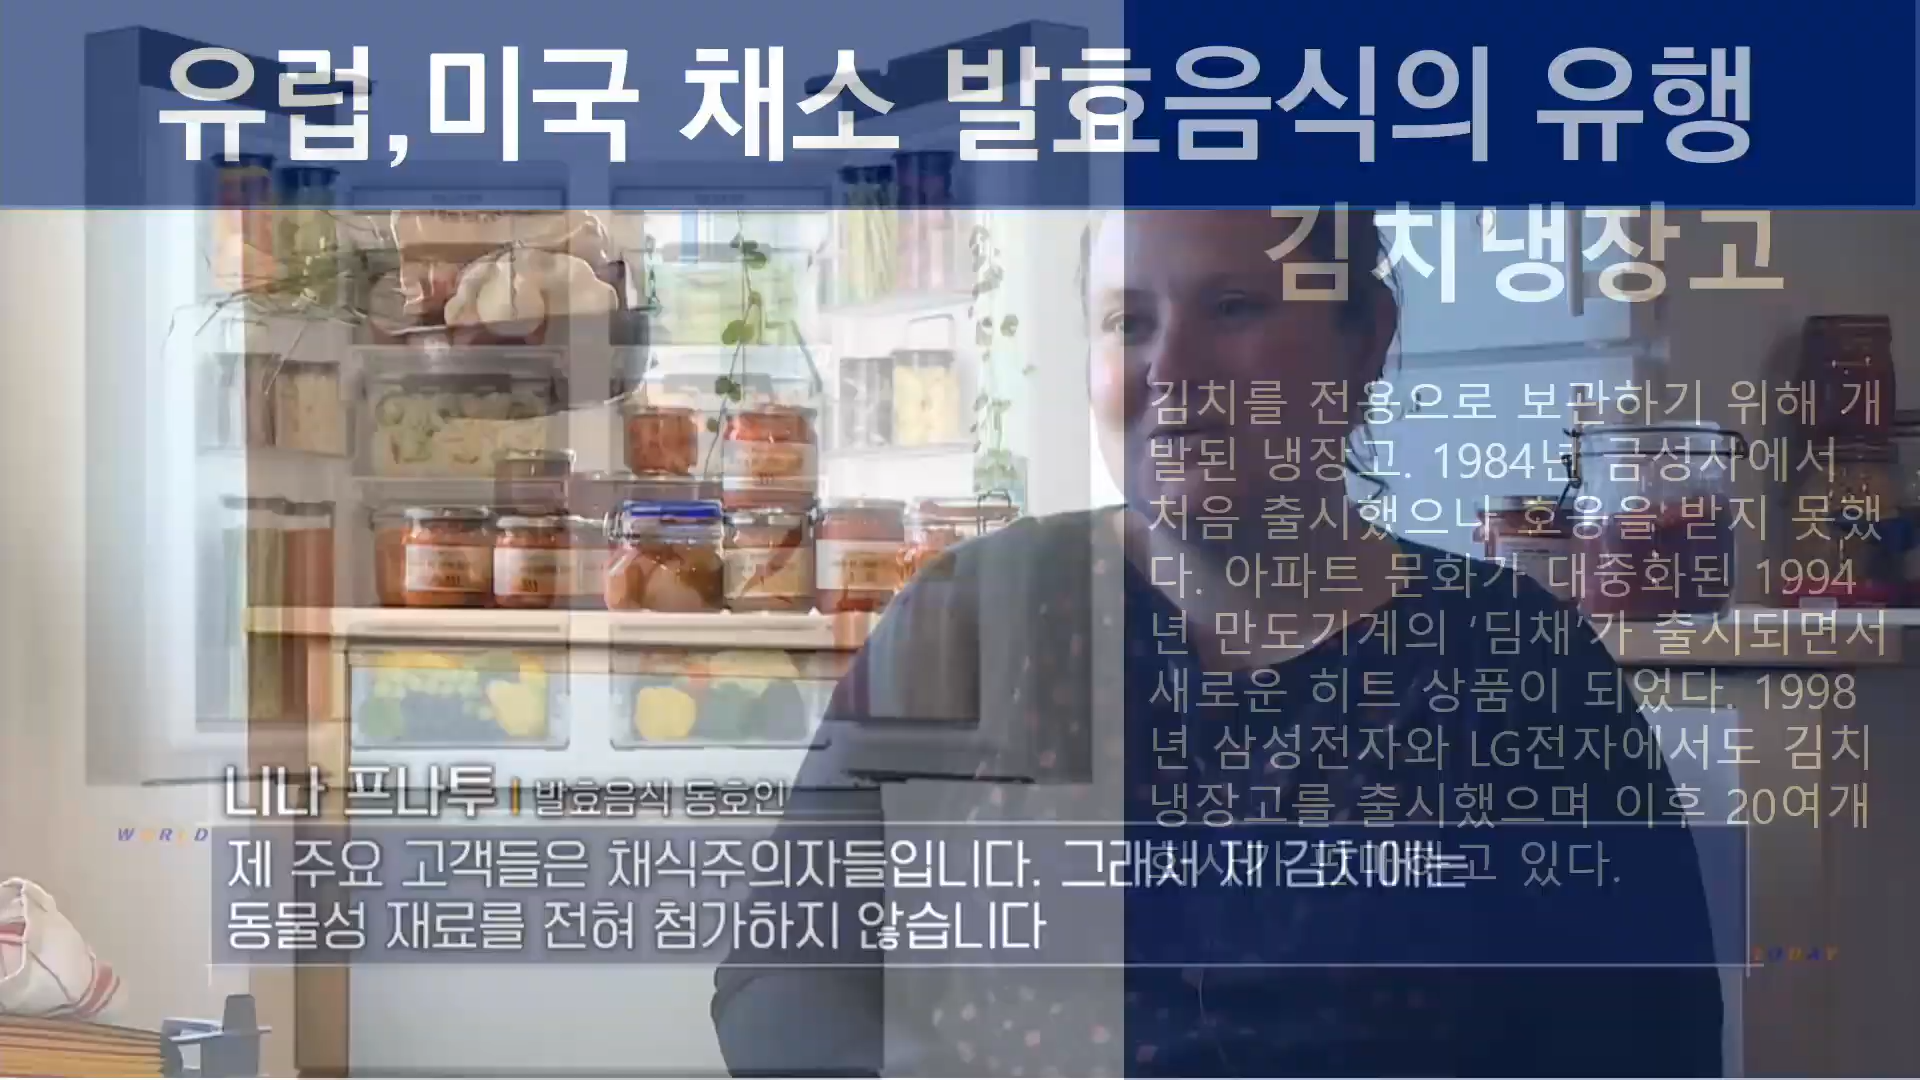 유럽,미국 채소 발효음식의 유행
김치냉장고
김치를 전용으로 보관하기 위해 개
발된 냉장고. 1984년 금성사에서
처음 출시했으나 호응을 받지 못했
다. 아파트 문화가 대중화된 1994
년 만도기계의 ‘딤채’가 출시되면서
새로운 히트 상품이 되었다. 1998
년 삼성전자와 LG전자에서도 김치
냉장고를 출시했으며 이후 20여개
회사가 판매하고 있다.
니나 프나투 | 발효음식 동호인
WORLD
제 주요 고객들은 채식주의자들입니다. 그래서 제 김치에는
동물성 재료를 전혀 첨가하지 않습니다
TODAY